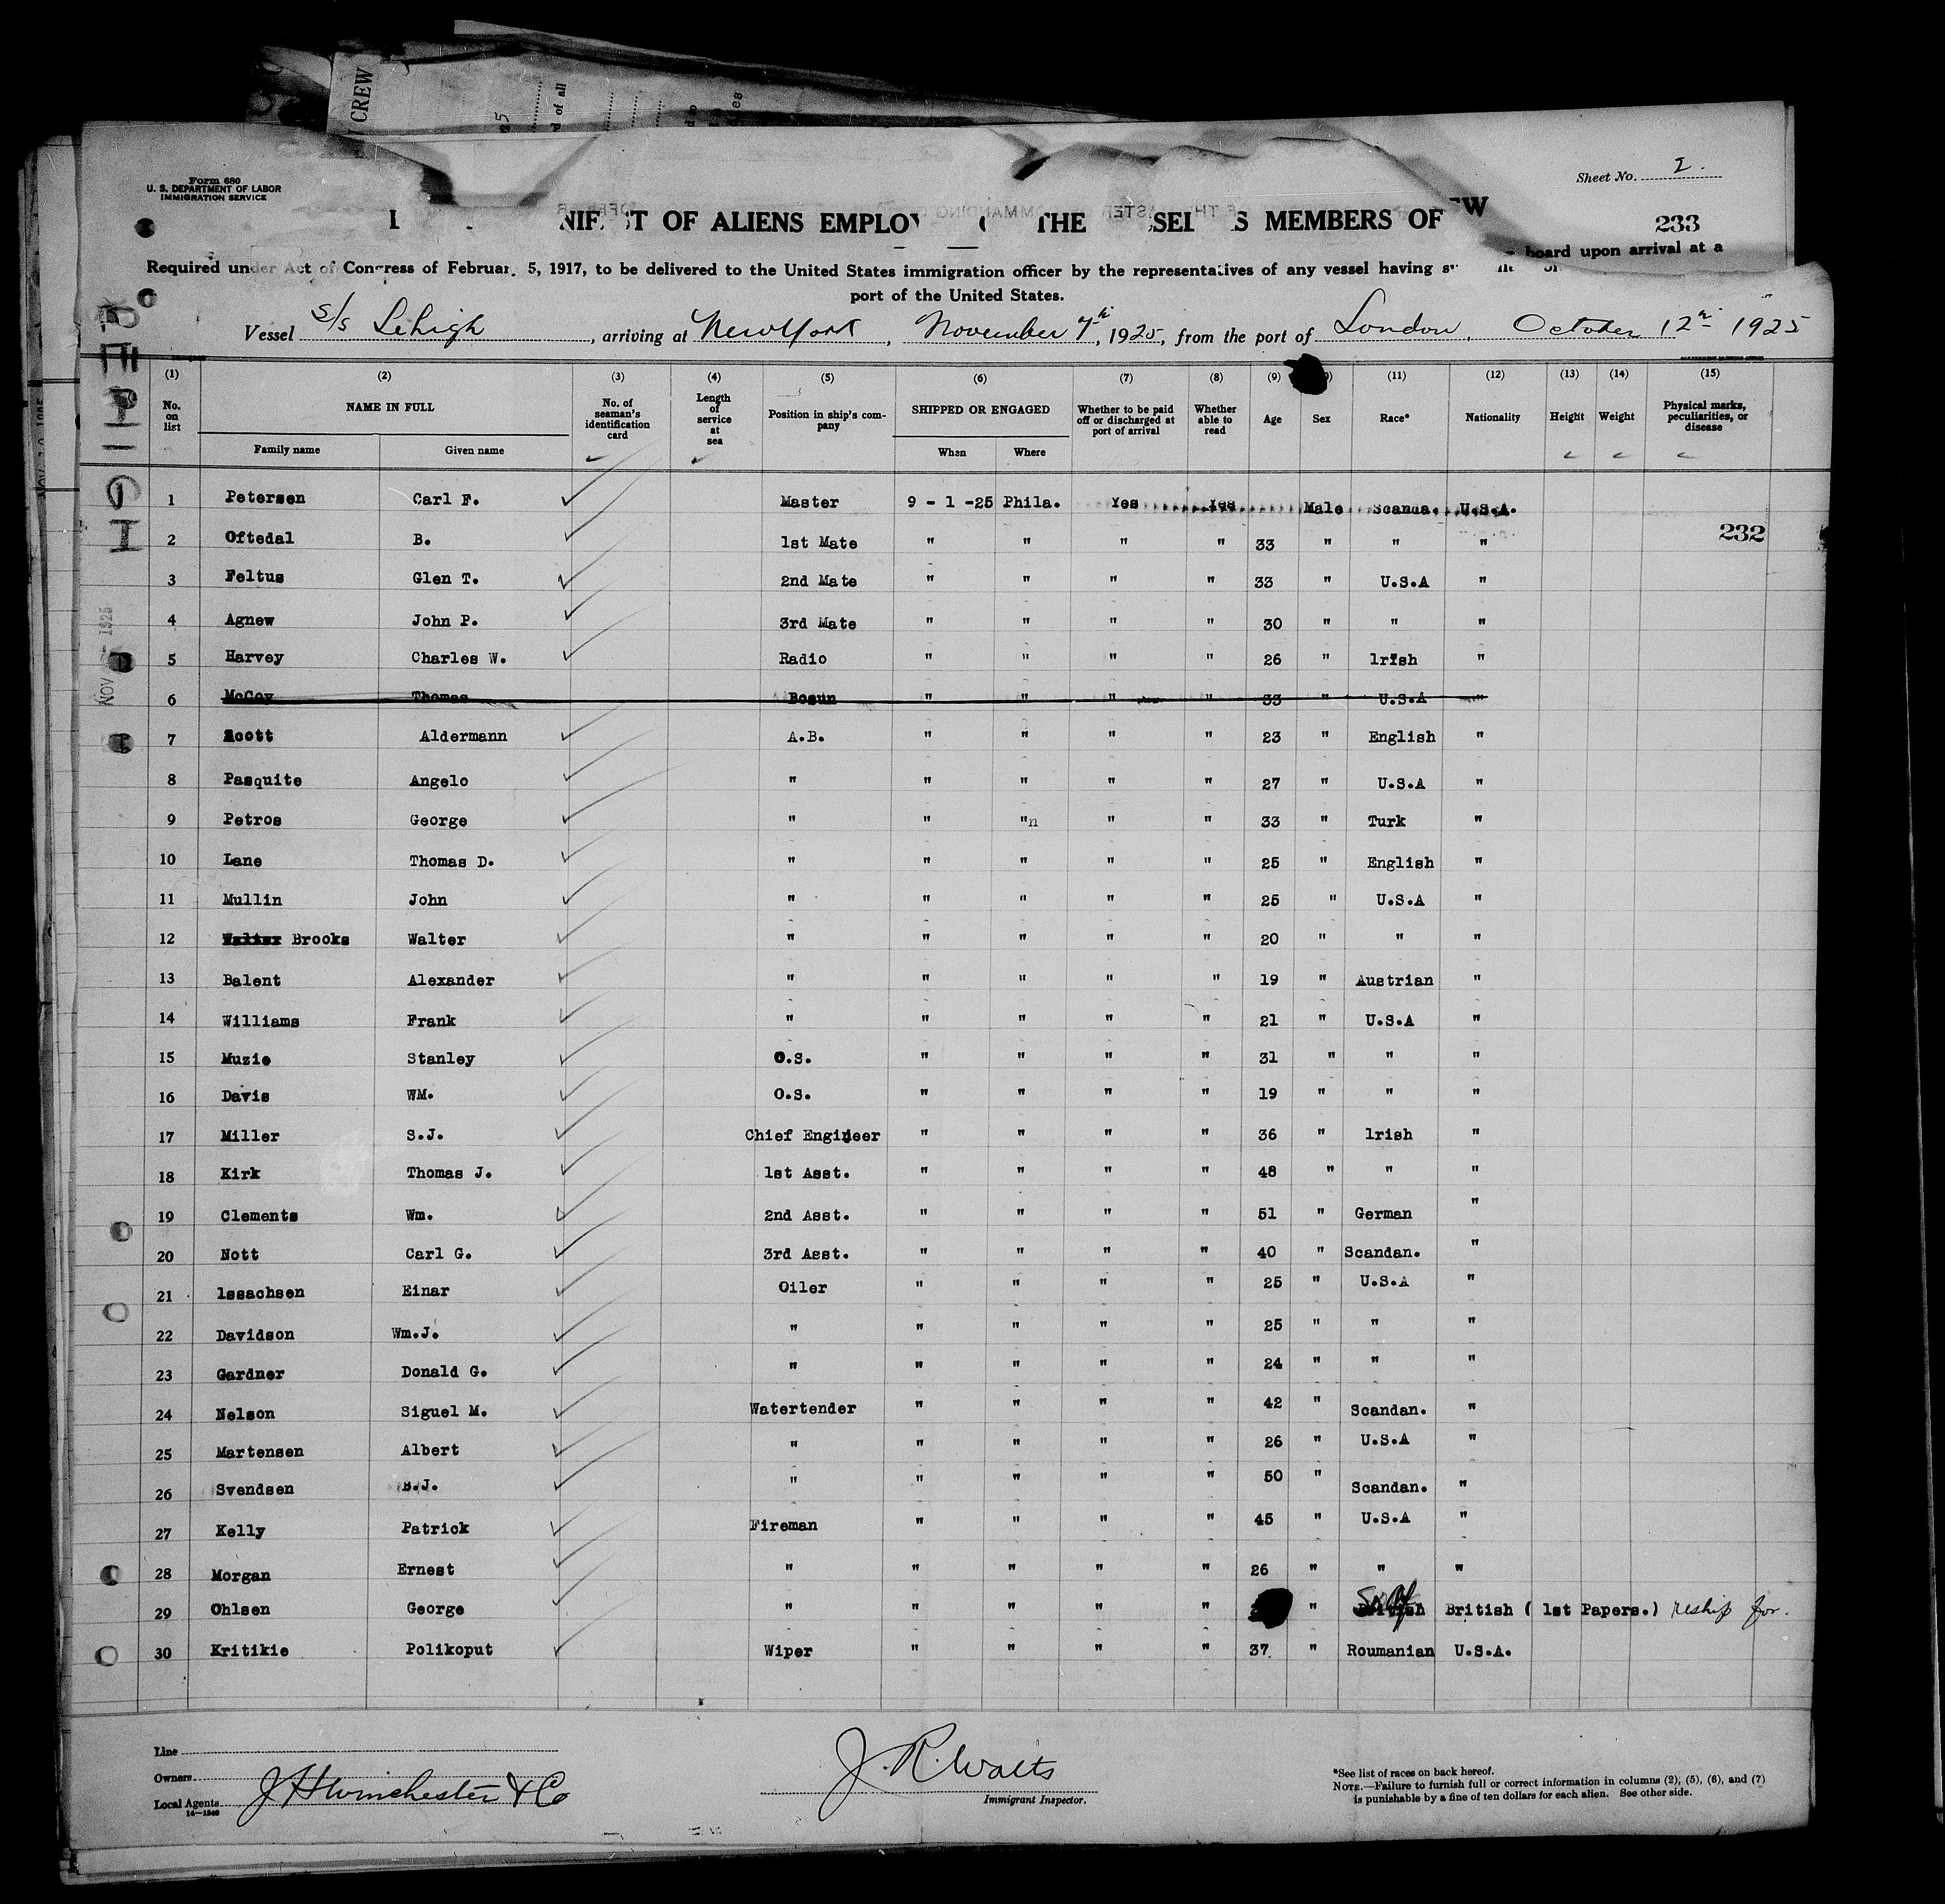 CREW
Form 680
U. S. DEPARTMENT OF LABOR
IMMIGRATION SERVICE
Sheet No. 2.
OF ALIENS THE MEMBERS OF
233
board upon arrival at a
Required under Act of Congress of February 5, 1917, to be delivered to the United States immigration officer by the representatives of any vessel having
port of the United States.
Vessel S/s Lehigh, arriving at New York, November 7th, 1925, from the port of London, October 12th 1925
(1) (2) (3) (4) (5) (6) (7) (8) (9) (11) (12) (13) (14) (15)
No. on list NAME IN FULL No. of seaman's identification card Length of service at sea Position in ship's company SHIPPED OR ENGAGED Whether to be paid off or discharged at port of arrival Whether able to read Age Sex Race* Nationality Height Weight Physical marks, peculiarities, or disease
Family name Given name When Where
1 Petersen Carl F. Master 9 - 1 -25 Phila. Yes Yes Male Scanda. U.S.A.
232
2 Oftedal B. 1st Mate " " " " 33 " " "
3 Feltus Glen T. 2nd Mate " " " " 33 " U.S.A "
4 Agnew John P. 3rd Mate " " " " 30 " " "
5 Harvey Charles W. Radio " " " " 26 " lrish "
6 McCoy Thomas Bosun " " " " 33 " U.S.A "
7 Scott Aldermann A.B. " " " " 23 " English "
8 Pasquite Angelo " " " " " 27 " U.S.A "
9 Petros George " " "n " " 33 " Turk "
10 Lane Thomas D. " " " " " 25 " English "
11 Mullin John " " " " " 25 " U.S.A "
12 Brooks Walter " " " " " 20 " " "
13 Balent Alexander " " " " " 19 " Austrian "
14 Williams Frank " " " " " 21 " U.S.A "
15 Muzie Stanley O.S. " " " " 31 " " "
16 Davis WM. O.S. " " " " 19 " " "
17 Miller S.J. Chief Engineer " " " " 36 " lrish "
18 Kirk Thomas J. 1st Asst. " " " " 48 " " "
19 Clements Wm. 2nd Asst. " " " " 51 " German "
20 Nott Carl G. 3rd Asst. " " " " 40 " Scandan. "
21 lssachsen Einar Oiler " " " " 25 " U.S.A "
22 Davidson Wm.J. " " " " " 25 " " "
23 Gardner Donald G. " " " " " 24 " " "
24 Nelson Siguel M. Watertender " " " " 42 " Scandan. "
25 Martensen Albert " " " " " 26 " U.S.A "
26 Svendsen B.J. " " " " " 50 " Scandan. "
27 Kelly Patrick Fireman " " " " 45 " U.S.A "
28 Morgan Ernest " " " " " 26 " " "
29 Ohlsen George " " " " " " British British ( 1st Papers.) reship for.
30 Kritikie Polikoput Wiper " " " " 37 " Roumanian U.S.A.
Line
Owners
Local Agents J H Winchester & Co
14—1940
J. R. Walts
Immigrant Inspector.
*See list of races on back hereof.
NOTE.—Failure to furnish full or correct information in columns (2), (5), (6), and (7)
is punishable by a fine of ten dollars for each alien. See other side.